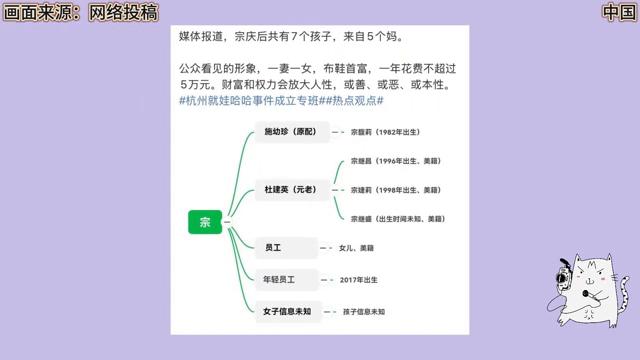 画面来源：网络投稿
中国
媒体报道，宗庆后共有7个孩子，来自5个妈。
公众看见的形象，一妻一女，布鞋首富，一年花费不超过
5万元。财富和权力会放大人性，或善、或恶、或本性。
#杭州就娃哈哈事件成立专班##热点观点#
宗
施幼珍（原配）
宗馥莉（1982年出生）
杜建英（元老）
宗继昌（1996年出生、美籍）
宗婕莉（1998年出生、美籍）
宗继盛（出生时间未知、美籍）
员工
女儿、美籍
年轻员工
2017年出生
女子信息未知
孩子信息未知